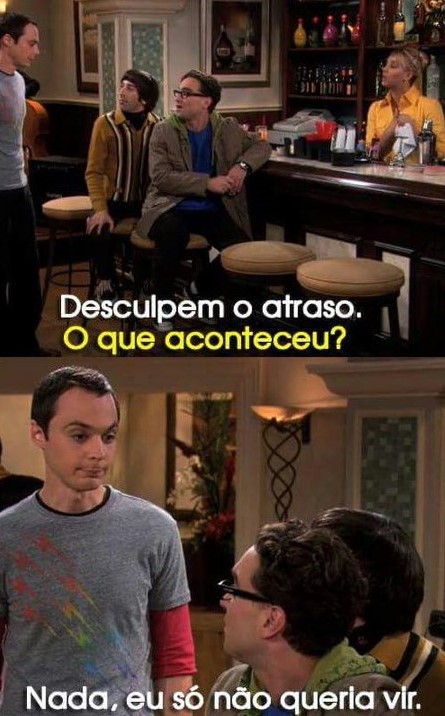 Desculpem o atraso.
O que aconteceu?
Nada, eu só não queria vir.